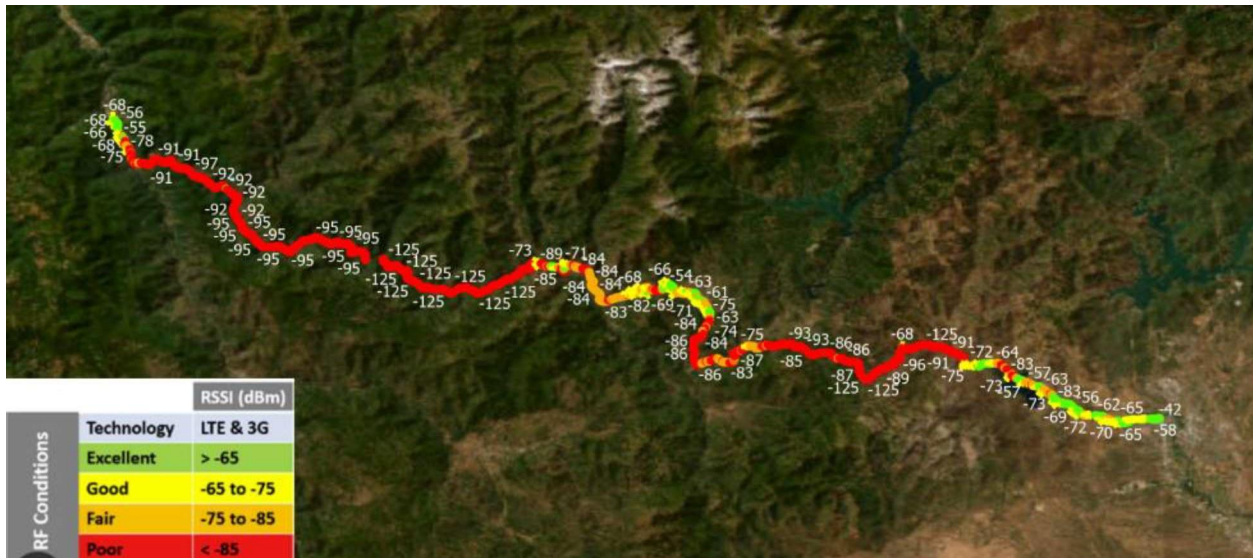 -68
-68 -56
-66 -55
-68 -78
-75 -91 -91
-91 -97
-92 -92
-92
-92 -92
-95 -95
-95 -95 -95 -95 -95
-95 -95 -95 -95
-125 -73 -89 -71
-125 -125 -125 -85 -84
-125 -84
-125 -125 -125 -84 -84 -68 -66 -54
-84 -83 -82 -69 -63
-71 -61
-75
-84 -63
-74
-86 -84 -75 -93 -93 -86 -86 -68 -125 -91
-86 -87 -85 -72 -64
-86 -83 -87 -96 -91 -75 -83
-89 -73 -57
-125 -125 -57 -63
-73 -83
-56
-69 -62 -65 -42
-72 -70 -65 -58
RSSI (dBm)
Technology LTE & 3G
Excellent > -65
Good -65 to -75
Fair -75 to -85
Poor < -85
RF Conditions